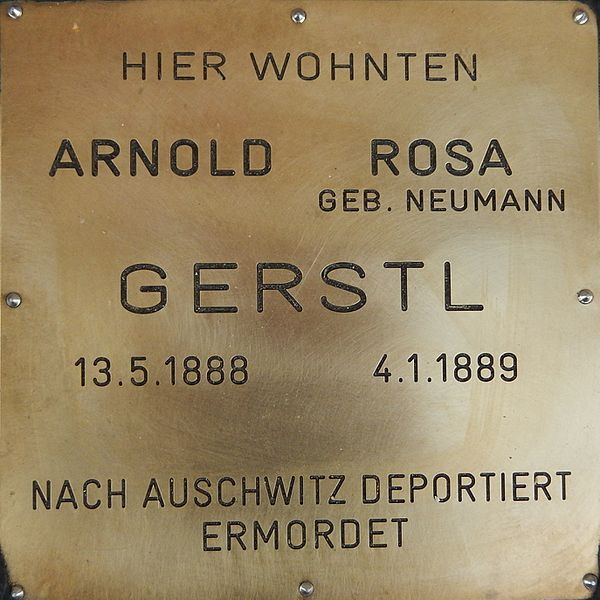 HIER WOHNTEN
ARNOLD ROSA
GEB. NEUMANN
GERSTL
13.5.1888 4.1.1889
NACH AUSCHWITZ DEPORTIERT
ERMORDET